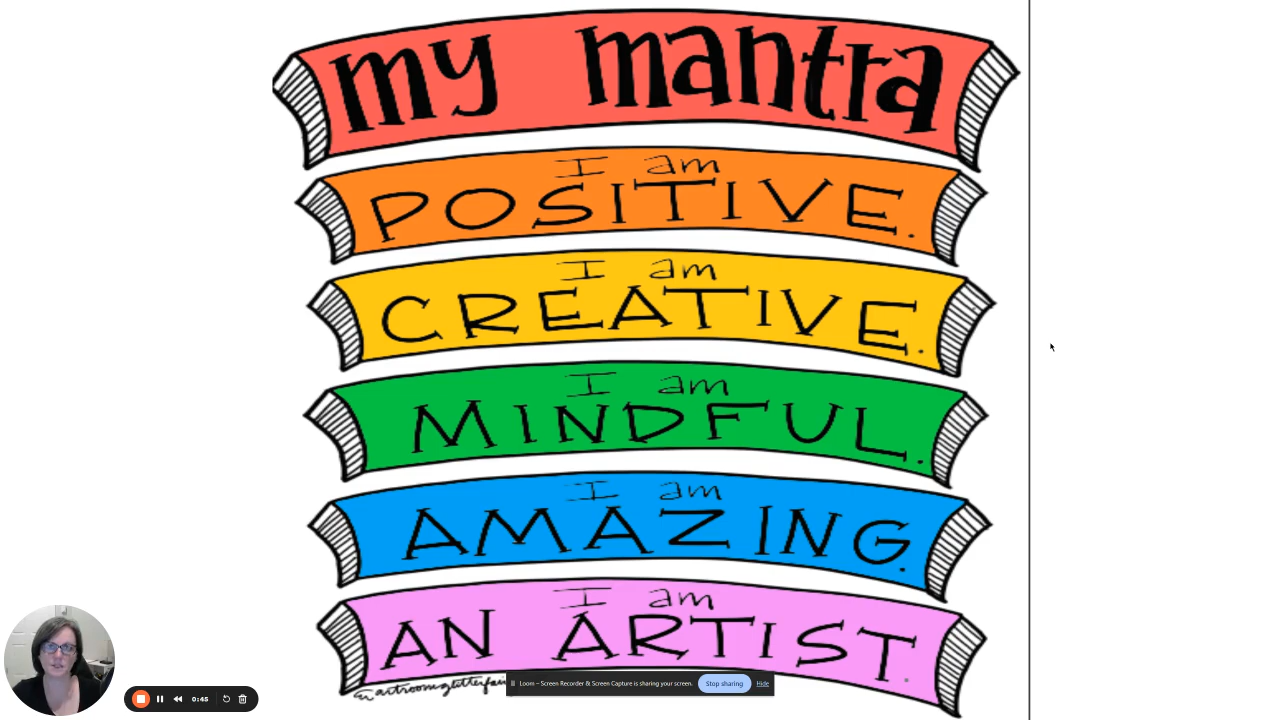 my mantra
I am
POSITIVE.
I am
CREATIVE.
I am
MINDFUL.
I am
AMAZING.
I am
AN ARTIST.
Loom – Screen Recorder & Screen Capture is sharing your screen. Stop sharing Hide
0:45